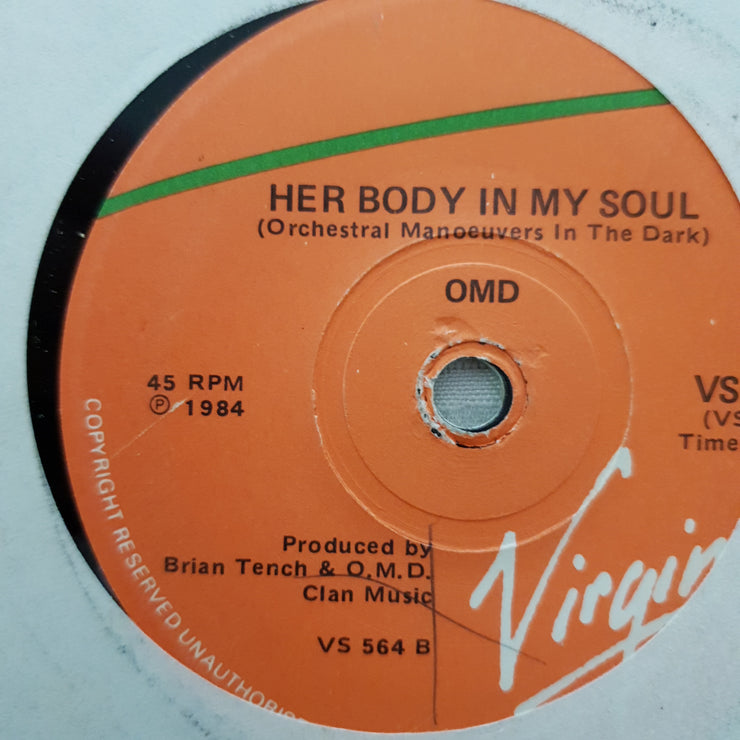 HER BODY IN MY SOUL
(Orchestral Manoeuvers In The Dark)
OMD
45 RPM
℗ 1984
VS
(VS
Time
Produced by
Brian Tench & O.M.D.
Clan Music
VS 564 B
Virgin
COPYRIGHT RESERVED UNAUTHORIS